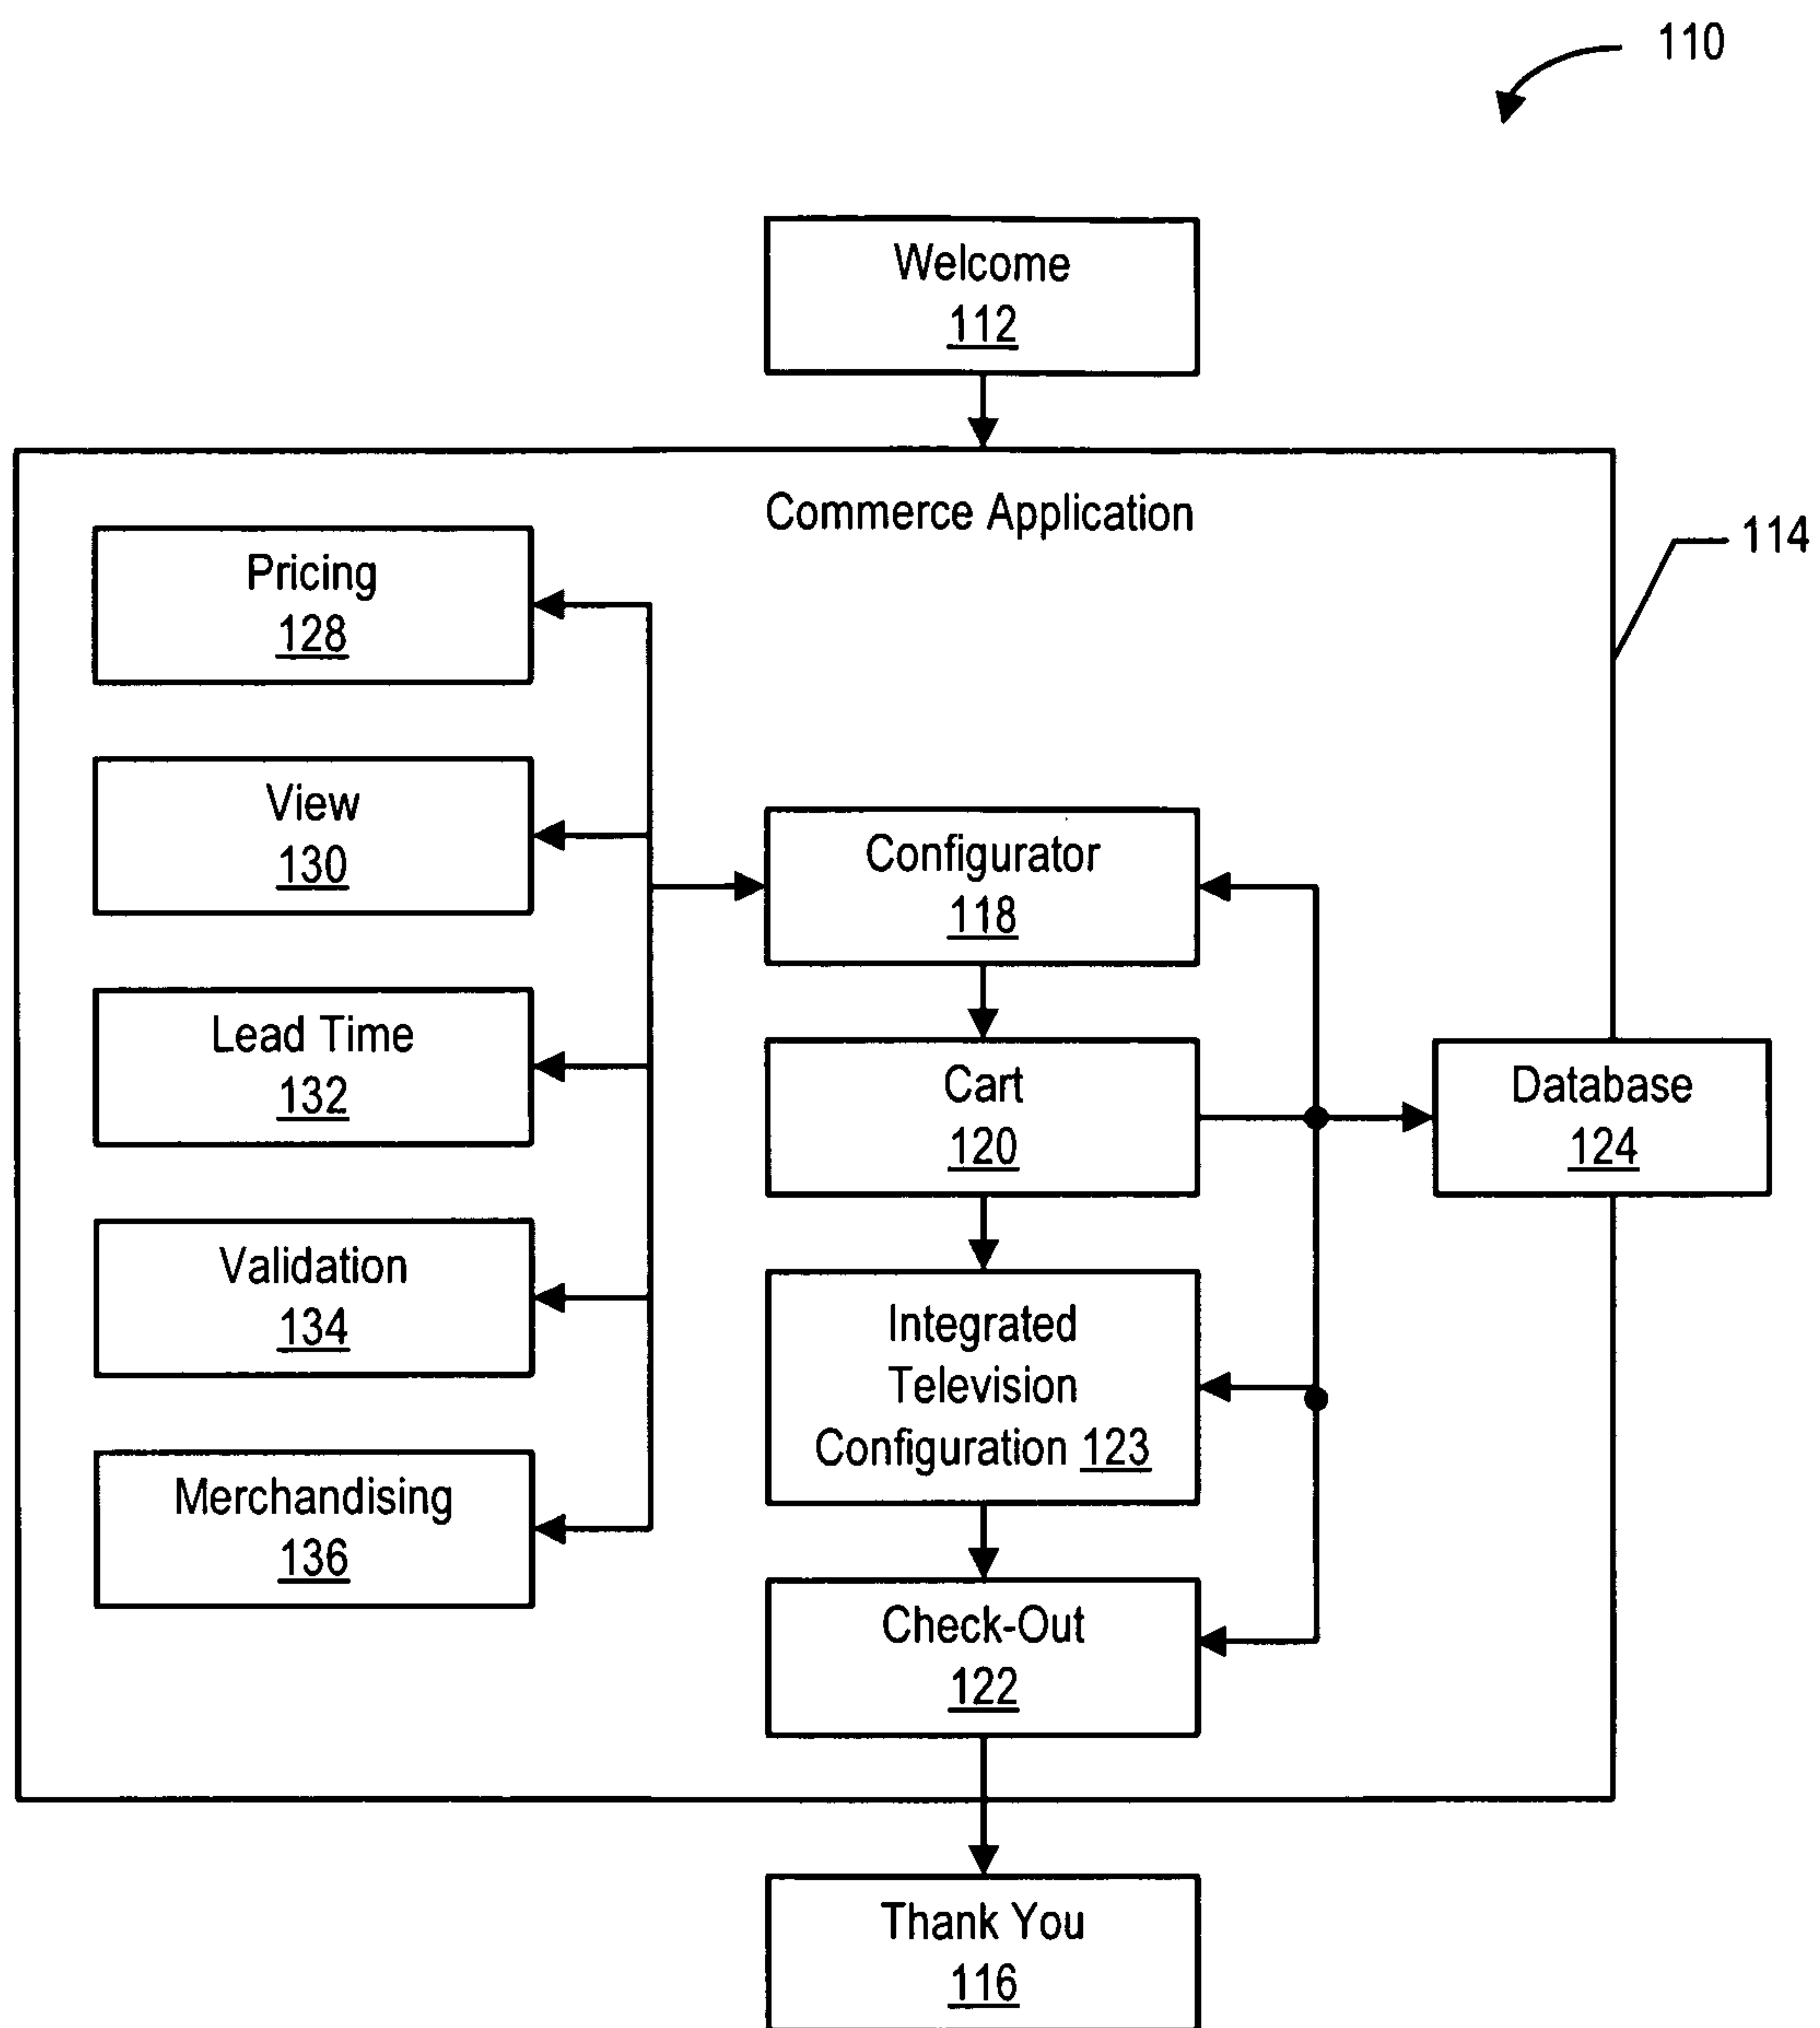 110
Welcome
112
Commerce Application
114
Pricing
128
View
130
Configurator
118
Lead Time
132
Cart
120
Database
124
Validation
134
Integrated
Television
Configuration 123
Merchandising
136
Check-Out
122
Thank You
116